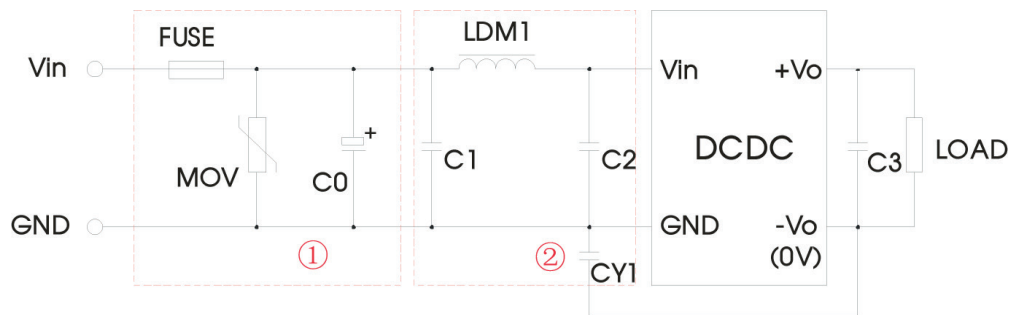 FUSE
LDM1
Vin
Vin
+Vo
DCDC
MOV
C0
+
C1
C2
C3
LOAD
GND
GND
-Vo
(0V)
①
②
CY1